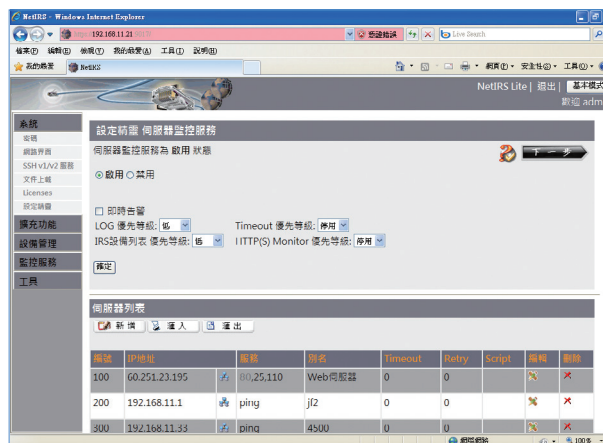 NetIRS - Windows Internet Explorer
192.168.11.21
憑證錯誤
Live Search
檔案(F) 編輯(E) 檢視(V) 我的最愛(A) 工具(T) 說明(H)
我的最愛 NetIRS
網頁(P) 安全性(S) 工具(O)
NetIRS Lite | 退出 | 基本模式
歡迎 adm
系統
密碼
網路界面
SSH v1/v2 服務
文件上載
Licenses
設定精靈
擴充功能
設備管理
監控服務
工具
設定精靈 伺服器監控服務
伺服器監控服務為 啟用 狀態
下一步
啟用 禁用
即時告警
LOG 優先等級: 低 Timeout 優先等級: 停用
IRS設備列表 優先等級: 低 HTTP(S) Monitor 優先等級: 停用
確定
伺服器列表
新增 匯入 匯出
編號 IP地址 服務 別名 Timeout Retry Script 編輯 刪除
100 60.251.23.195 80,25,110 Web伺服器 0 0
200 192.168.11.1 ping jf2 0 0
300 192.168.11.33 ping 4500 0 0
網際網路 100%